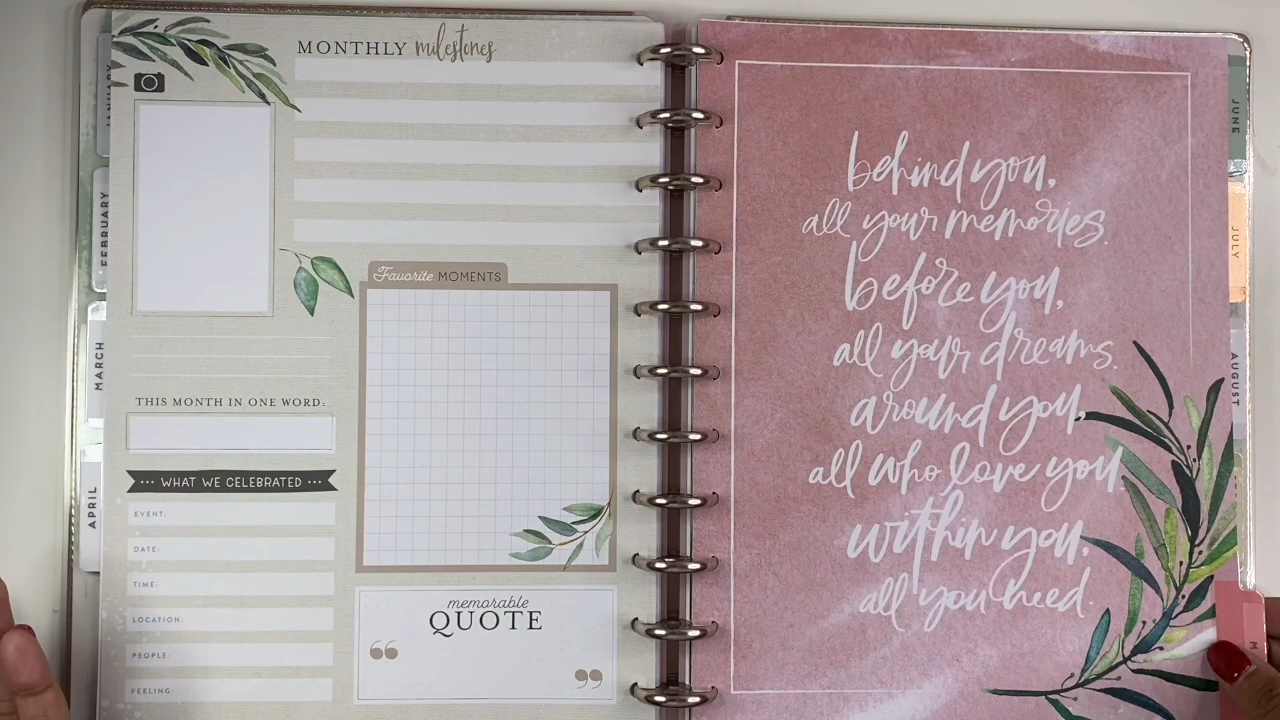 MONTHLY milestones
Favorite MOMENTS
THIS MONTH IN ONE WORD:
WHAT WE CELEBRATED
EVENT:
DATE:
TIME:
LOCATION:
PEOPLE:
FEELING:
memorable
QUOTE
“
”
JANUARY
FEBRUARY
MARCH
APRIL
behind you,
all your memories.
before you,
all your dreams.
around you,
all who love you.
within you,
all you need.
JUNE
JULY
AUGUST